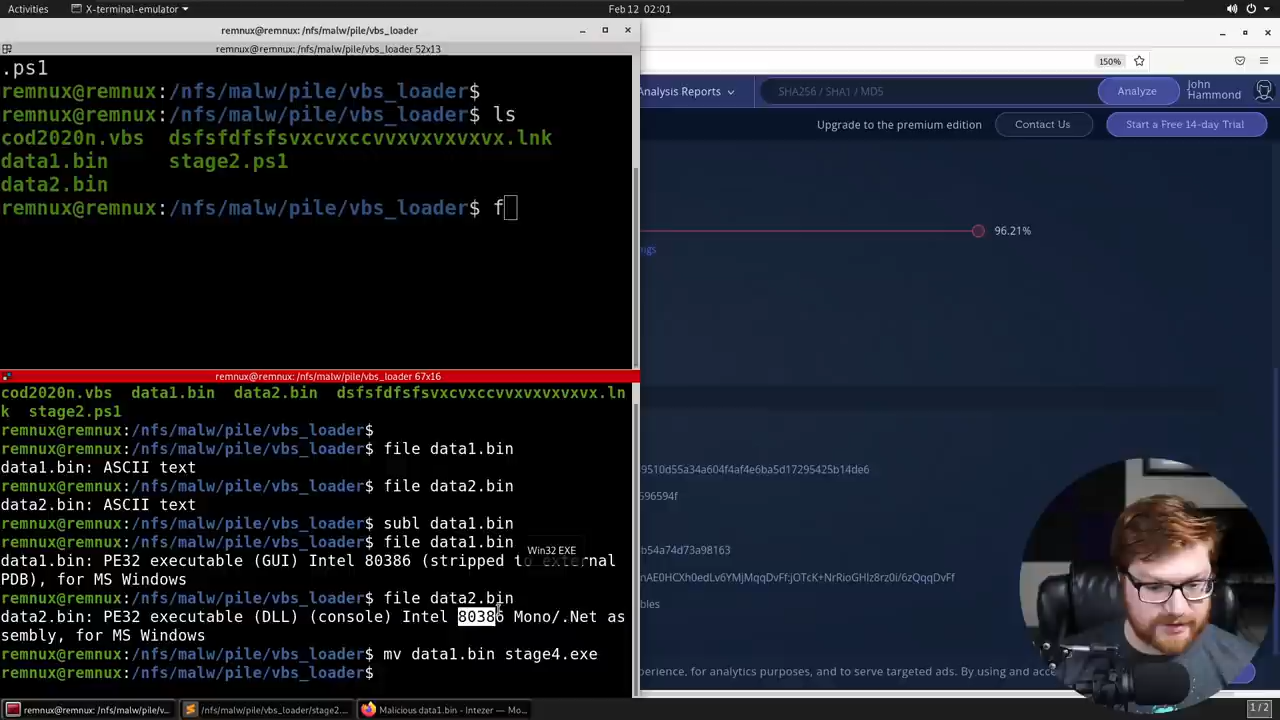 Activities
X-terminal-emulator
Feb 12 02:01
remnux@remnux: /nfs/malw/pile/vbs_loader
remnux@remnux: /nfs/malw/pile/vbs_loader 52x13
.ps1
remnux@remnux:/nfs/malw/pile/vbs_loader$
remnux@remnux:/nfs/malw/pile/vbs_loader$ ls
cod2020n.vbs dsfsfdfsfsvxcvxccvvxvxvxvxvx.lnk
data1.bin stage2.ps1
data2.bin
remnux@remnux:/nfs/malw/pile/vbs_loader$ f
remnux@remnux: /nfs/malw/pile/vbs_loader 67x16
cod2020n.vbs data1.bin data2.bin dsfsfdfsfsvxcvxccvvxvxvxvxvx.ln
k stage2.ps1
remnux@remnux:/nfs/malw/pile/vbs_loader$
remnux@remnux:/nfs/malw/pile/vbs_loader$ file data1.bin
data1.bin: ASCII text
remnux@remnux:/nfs/malw/pile/vbs_loader$ file data2.bin
data2.bin: ASCII text
remnux@remnux:/nfs/malw/pile/vbs_loader$ subl data1.bin
remnux@remnux:/nfs/malw/pile/vbs_loader$ file data1.bin
Win32 EXE
data1.bin: PE32 executable (GUI) Intel 80386 (stripped to external
PDB), for MS Windows
remnux@remnux:/nfs/malw/pile/vbs_loader$ file data2.bin
data2.bin: PE32 executable (DLL) (console) Intel 80386 Mono/.Net as
sembly, for MS Windows
remnux@remnux:/nfs/malw/pile/vbs_loader$ mv data1.bin stage4.exe
remnux@remnux:/nfs/malw/pile/vbs_loader$
150%
Analysis Reports
SHA256 / SHA1 / MD5
Analyze
John
Hammond
Upgrade to the premium edition
Contact Us
Start a Free 14-day Trial
96.21%
ngs
9510d55a34a604f4af4e6ba5d17295425b14de6
596594f
b54a74d73a98163
mAE0HCXh0edLv6YMjMqqDvFf:jOTcK+NrRioGHIz8rz0i/6zQqqDvFf
bles
perience, for analytics purposes, and to serve targeted ads. By using and
remnux@remnux: /nfs/malw/pile/v...
/nfs/malw/pile/vbs_loader/stage2....
Malicious data1.bin - Intezer — Mo...
1 / 2